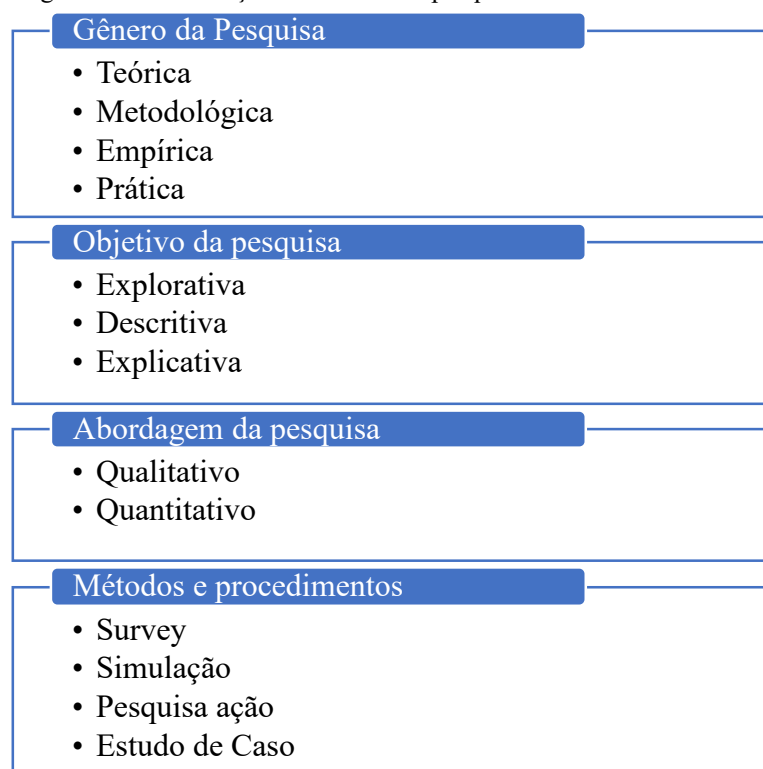 Gênero da Pesquisa
• Teórica
• Metodológica
• Empírica
• Prática
Objetivo da pesquisa
• Explorativa
• Descritiva
• Explicativa
Abordagem da pesquisa
• Qualitativo
• Quantitativo
Métodos e procedimentos
• Survey
• Simulação
• Pesquisa ação
• Estudo de Caso